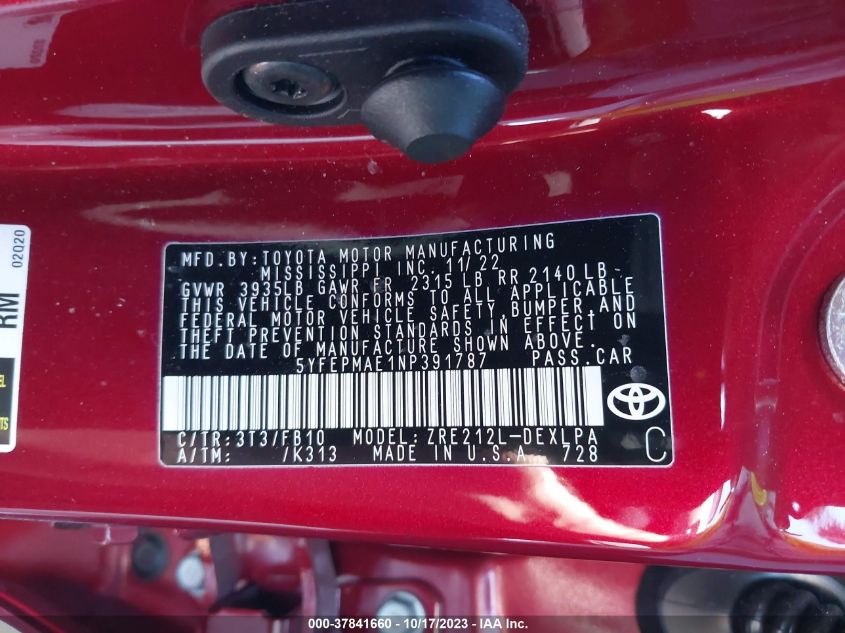 02Q20
RM
MFD. BY: TOYOTA MOTOR MANUFACTURING
MISSISSIPPI INC. 11/22
GVWR 3935LB GAWR FR 2315 LB RR 2140 LB
THIS VEHICLE CONFORMS TO ALL APPLICABLE
FEDERAL MOTOR VEHICLE SAFETY, BUMPER, AND
THEFT PREVENTION STANDARDS IN EFFECT ON
THE DATE OF MANUFACTURE SHOWN ABOVE.
5YFEPMAE1NP391787 PASS. CAR
C/TR: 3T3/FB10 MODEL: ZRE212L-DEXLPA
A/TM: /K313 MADE IN U.S.A. 728 C
000-37841660 - 10/17/2023 - IAA